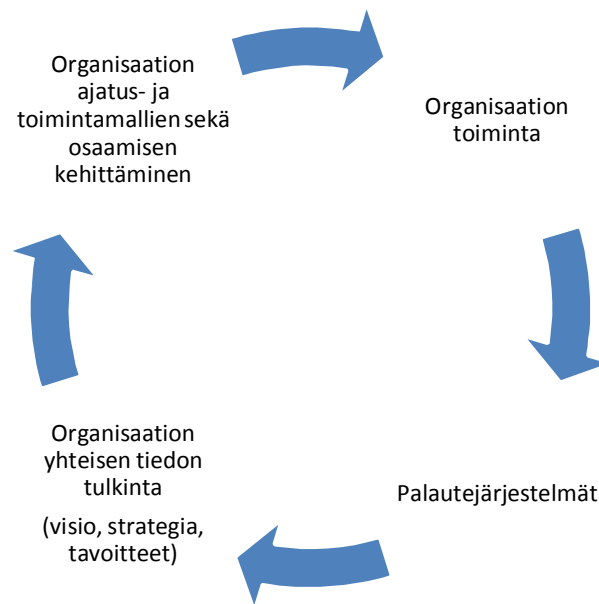 Organisaation
ajatus- ja
toimintamallien sekä
osaamisen
kehittäminen
Organisaation
toiminta
Palautejärjestelmät
Organisaation
yhteisen tiedon
tulkinta
(visio, strategia,
tavoitteet)